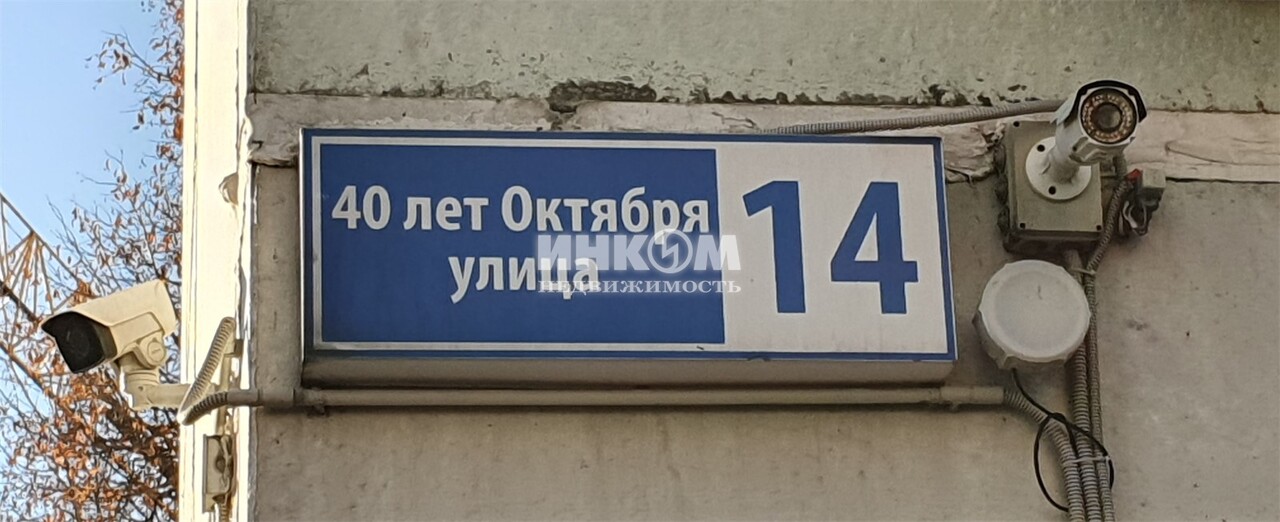 40 лет Октября
улица
14
ИНКОМ
недвижимость